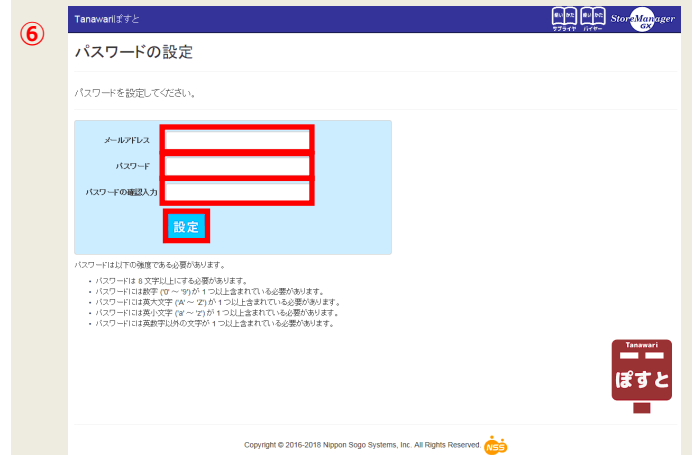 ⑥
Tanawariぽすと
使い かた
サプライヤ
使い かた
バイヤー
StoreManager
GX
パスワードの設定
パスワードを設定してください。
メールアドレス
パスワード
パスワードの確認入力
設定
パスワードは以下の強度である必要があります。
・ パスワードは 6 文字以上にする必要があります。
・ パスワードには数字 ('0' ～ '9') が 1 つ以上含まれている必要があります。
・ パスワードには英大文字 ('A' ～ 'Z') が 1 つ以上含まれている必要があります。
・ パスワードには英小文字 ('a' ～ 'z') が 1 つ以上含まれている必要があります。
・ パスワードには英数字以外の文字が 1 つ以上含まれている必要があります。
Tanawari
ぽすと
Copyright © 2016-2018 Nippon Sogo Systems, Inc. All Rights Reserved.
NSS